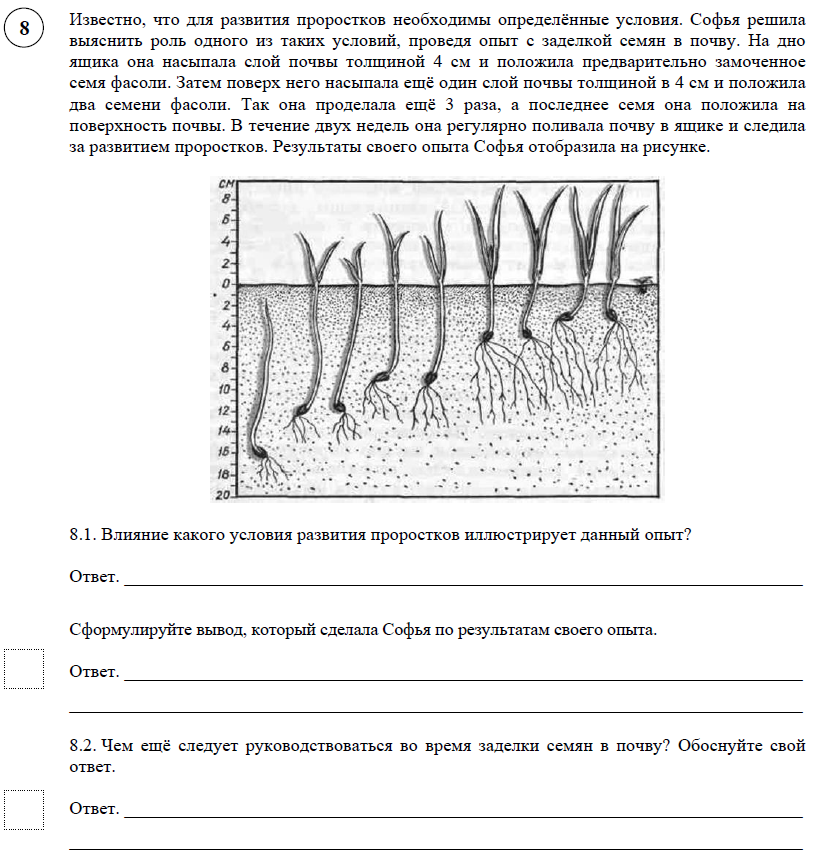 8
Известно, что для развития проростков необходимы определённые условия. Софья решила
выяснить роль одного из таких условий, проведя опыт с заделкой семян в почву. На дно
ящика она насыпала слой почвы толщиной 4 см и положила предварительно замоченное
семя фасоли. Затем поверх него насыпала ещё один слой почвы толщиной в 4 см и положила
два семени фасоли. Так она проделала ещё 3 раза, а последнее семя она положила на
поверхность почвы. В течение двух недель она регулярно поливала почву в ящике и следила
за развитием проростков. Результаты своего опыта Софья отобразила на рисунке.
см
8
6
4
2
0
2
4
6
8
10
12
14
16
18
20
8.1. Влияние какого условия развития проростков иллюстрирует данный опыт?
Ответ.
Сформулируйте вывод, который сделала Софья по результатам своего опыта.
Ответ.
8.2. Чем ещё следует руководствоваться во время заделки семян в почву? Обоснуйте свой
ответ.
Ответ.